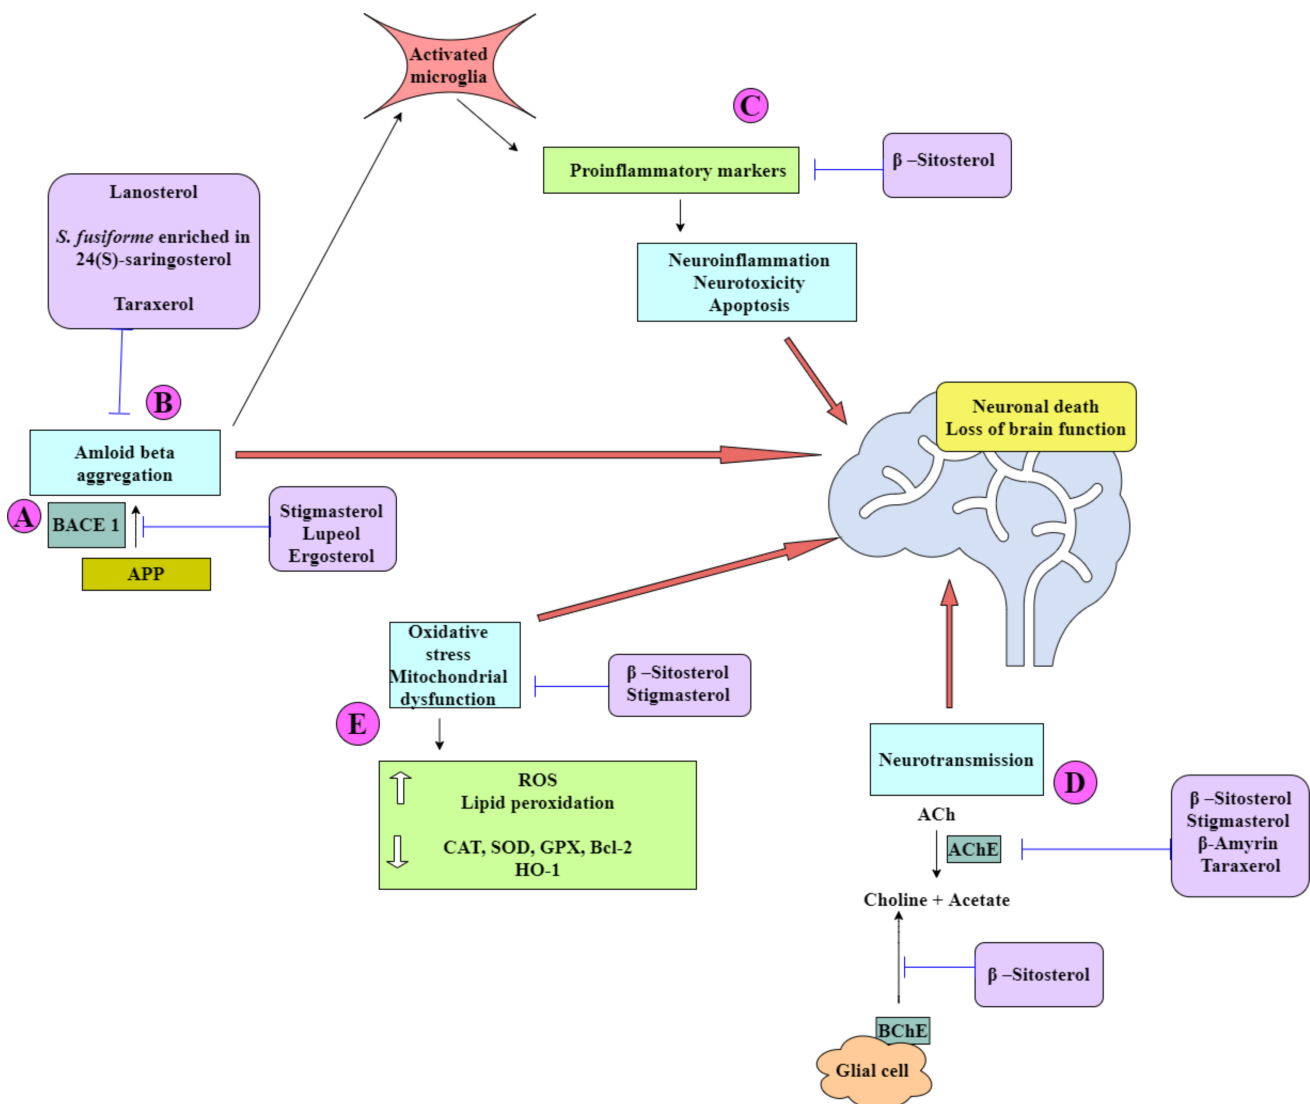 Activated
microglia
C
Proinflammatory markers
β –Sitosterol
Lanosterol
S. fusiforme enriched in
24(S)-saringosterol
Taraxerol
Neuroinflammation
Neurotoxicity
Apoptosis
B
Neuronal death
Loss of brain function
Amloid beta
aggregation
A
BACE 1
Stigmasterol
Lupeol
Ergosterol
APP
Oxidative
stress
Mitochondrial
dysfunction
β –Sitosterol
Stigmasterol
E
ROS
Lipid peroxidation
CAT, SOD, GPX, Bcl-2
HO-1
Neurotransmission
D
ACh
AChE
β –Sitosterol
Stigmasterol
β-Amyrin
Taraxerol
Choline + Acetate
β –Sitosterol
BChE
Glial cell